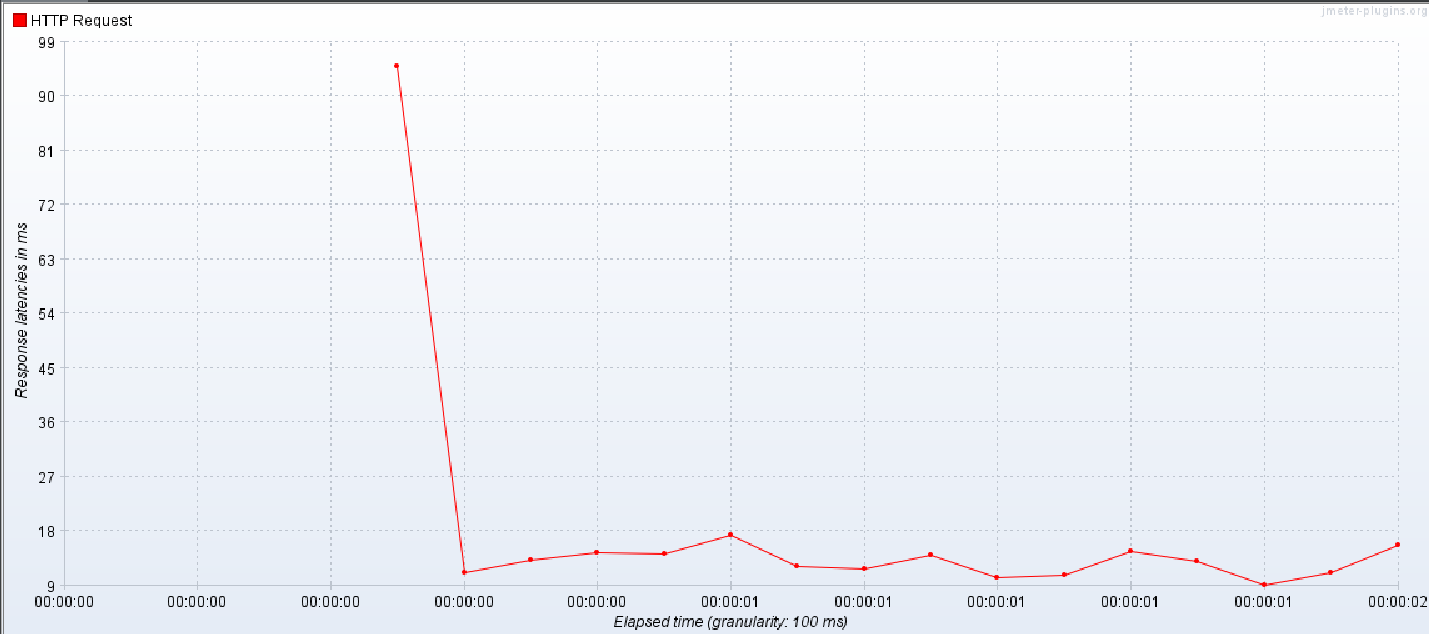 jmeter-plugins.org
HTTP Request
99
90
81
72
63
54
45
36
27
18
9
Response latencies in ms
00:00:00 00:00:00 00:00:00 00:00:00 00:00:00 00:00:01 00:00:01 00:00:01 00:00:01 00:00:01 00:00:02
Elapsed time (granularity: 100 ms)